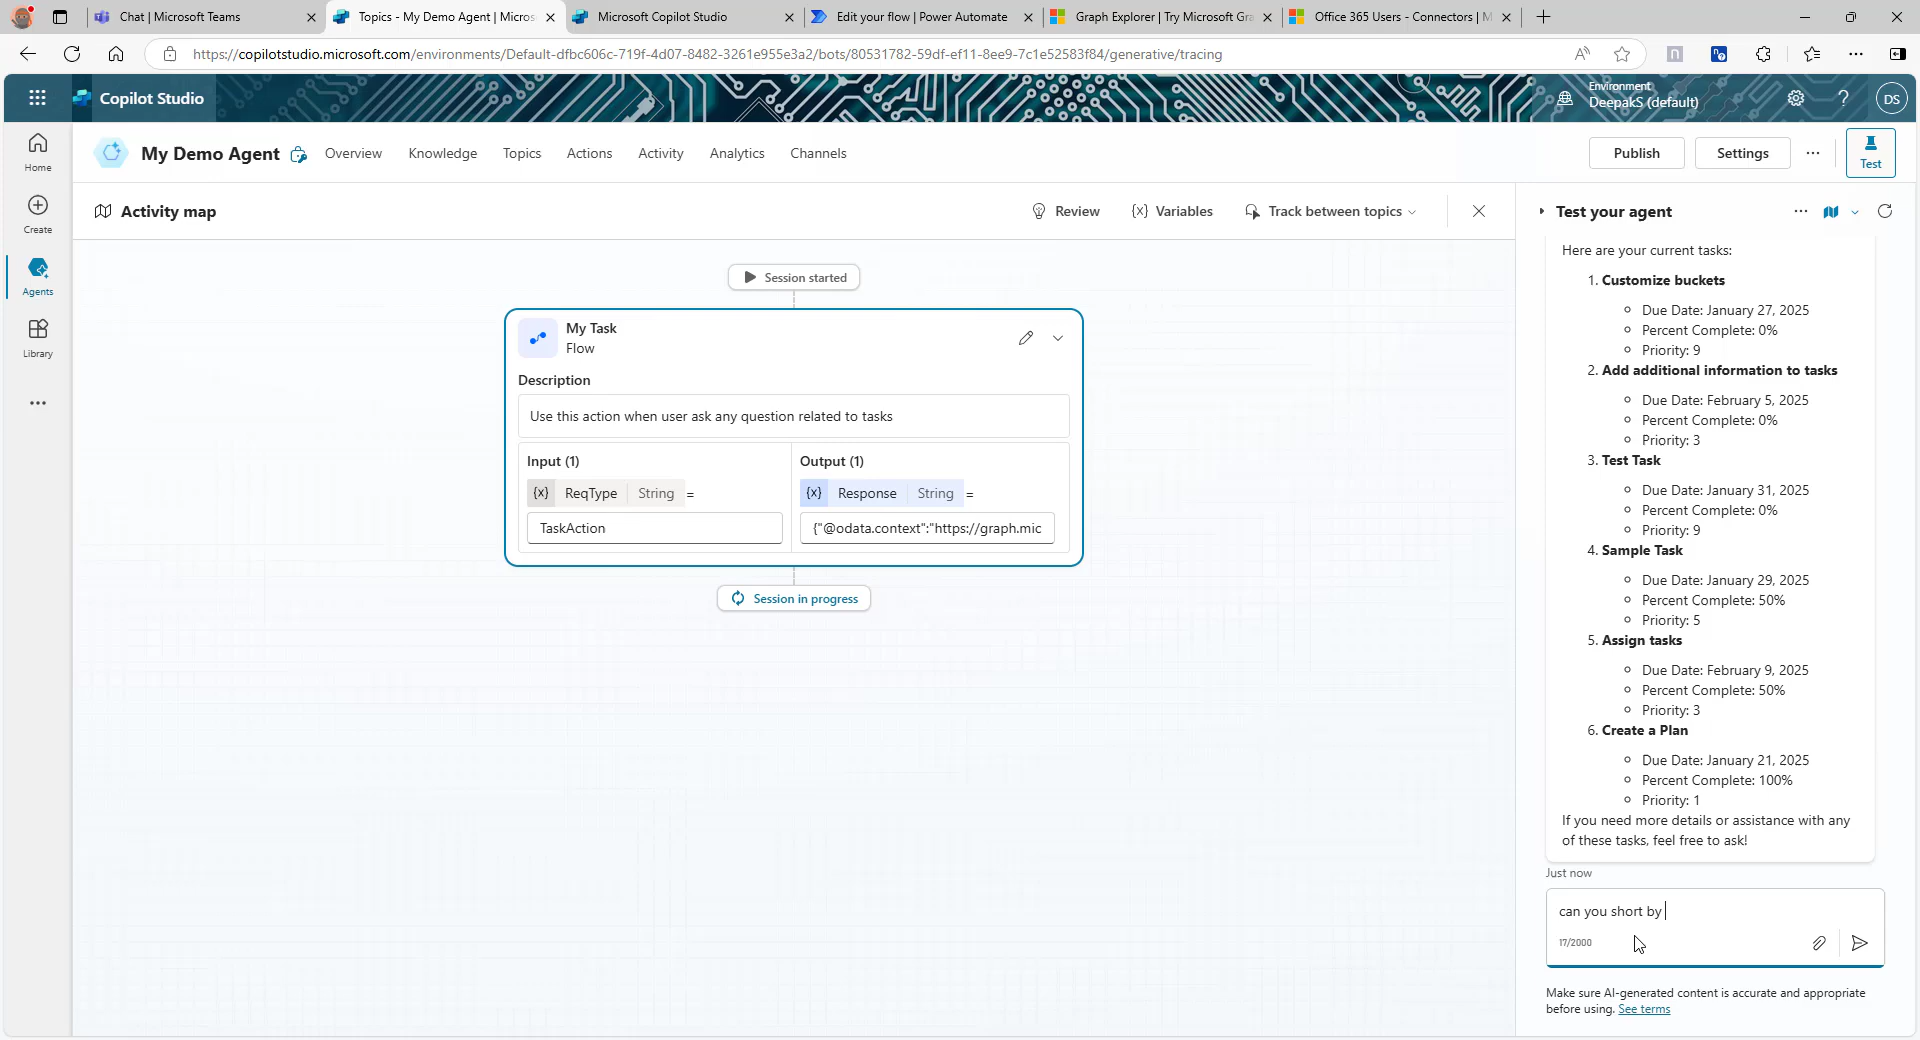 Chat | Microsoft Teams
Topics - My Demo Agent | Micros
Microsoft Copilot Studio
Edit your flow | Power Automate
Graph Explorer | Try Microsoft Gra
Office 365 Users - Connectors | M
https://copilotstudio.microsoft.com/environments/Default-dfbc606c-719f-4d07-8482-3261e955e3a2/bots/80531782-59df-ef11-8ee9-7c1e52583f84/generative/tracing
Copilot Studio
Environment
DeepakS (default)
DS
Home
Create
Agents
Library
My Demo Agent
Overview
Knowledge
Topics
Actions
Activity
Analytics
Channels
Publish
Settings
Test
Activity map
Review
{x} Variables
Track between topics
Session started
My Task
Flow
Description
Use this action when user ask any question related to tasks
Input (1)
{x} ReqType String =
TaskAction
Output (1)
{x} Response String =
{"@odata.context":"https://graph.mic
Session in progress
Test your agent
Here are your current tasks:
1. Customize buckets
Due Date: January 27, 2025
Percent Complete: 0%
Priority: 9
2. Add additional information to tasks
Due Date: February 5, 2025
Percent Complete: 0%
Priority: 3
3. Test Task
Due Date: January 31, 2025
Percent Complete: 0%
Priority: 9
4. Sample Task
Due Date: January 29, 2025
Percent Complete: 50%
Priority: 5
5. Assign tasks
Due Date: February 9, 2025
Percent Complete: 50%
Priority: 3
6. Create a Plan
Due Date: January 21, 2025
Percent Complete: 100%
Priority: 1
If you need more details or assistance with any
of these tasks, feel free to ask!
Just now
can you short by
17/2000
Make sure AI-generated content is accurate and appropriate
before using. See terms